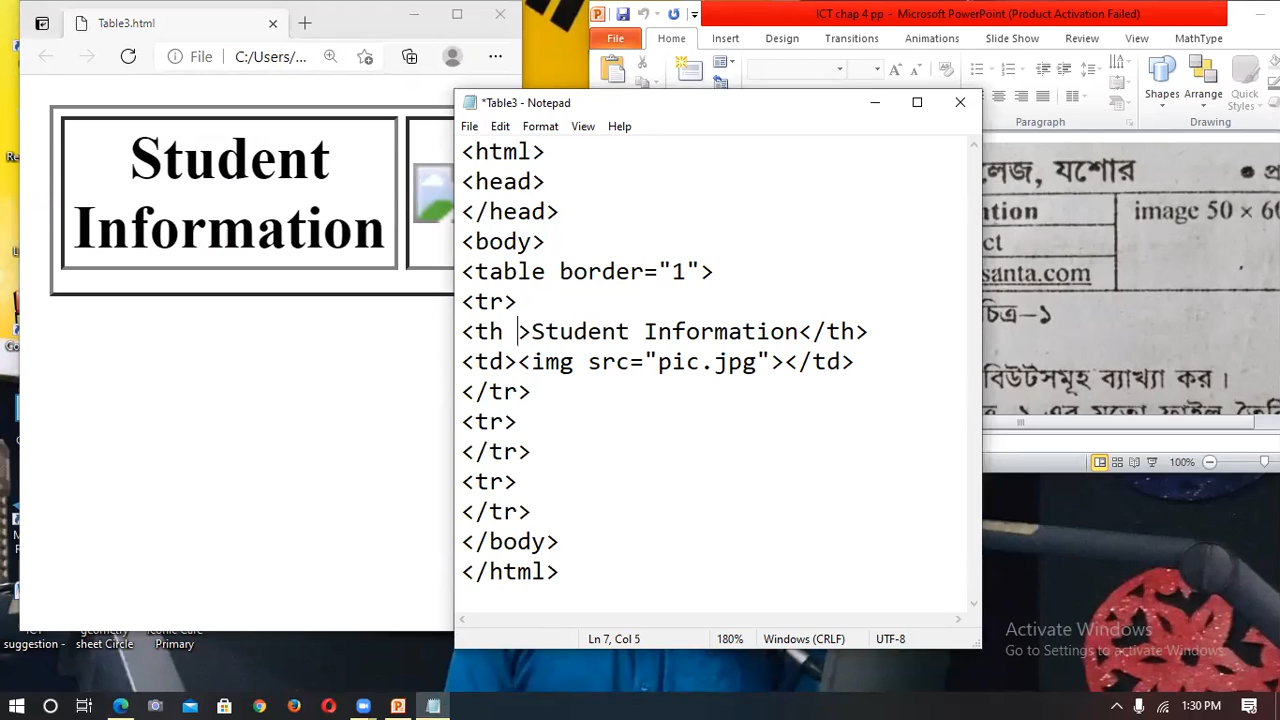 Table3.html
File C:/Users/...
Student
Information
ICT chap 4 pp - Microsoft PowerPoint (Product Activation Failed)
File Home Insert Design Transitions Animations Slide Show Review View MathType
Shapes Arrange Quick
Styles
Paragraph Drawing
*Table3 - Notepad
File Edit Format View Help
<html>
<head>
</head>
<body>
<table border="1">
<tr>
<th >Student Information</th>
<td><img src="pic.jpg"></td>
</tr>
<tr>
</tr>
<tr>
</tr>
</body>
</html>
Ln 7, Col 5 180% Windows (CRLF) UTF-8
যশোর
image 50 × 60
santa.com
চিত্র-১
ব্যাখ্যা কর।
100%
Activate Windows
Go to Settings to activate Windows.
suggestion ... geometry sheet Circle
Primary
1:30 PM